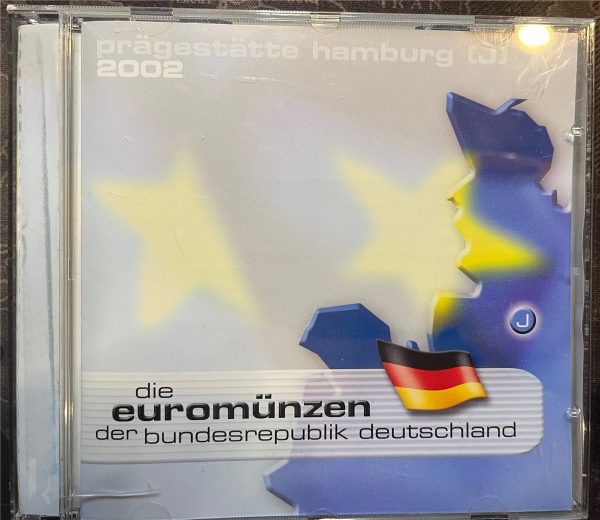 prägestätte hamburg (J)
2002
J
die
euromünzen
der bundesrepublik deutschland